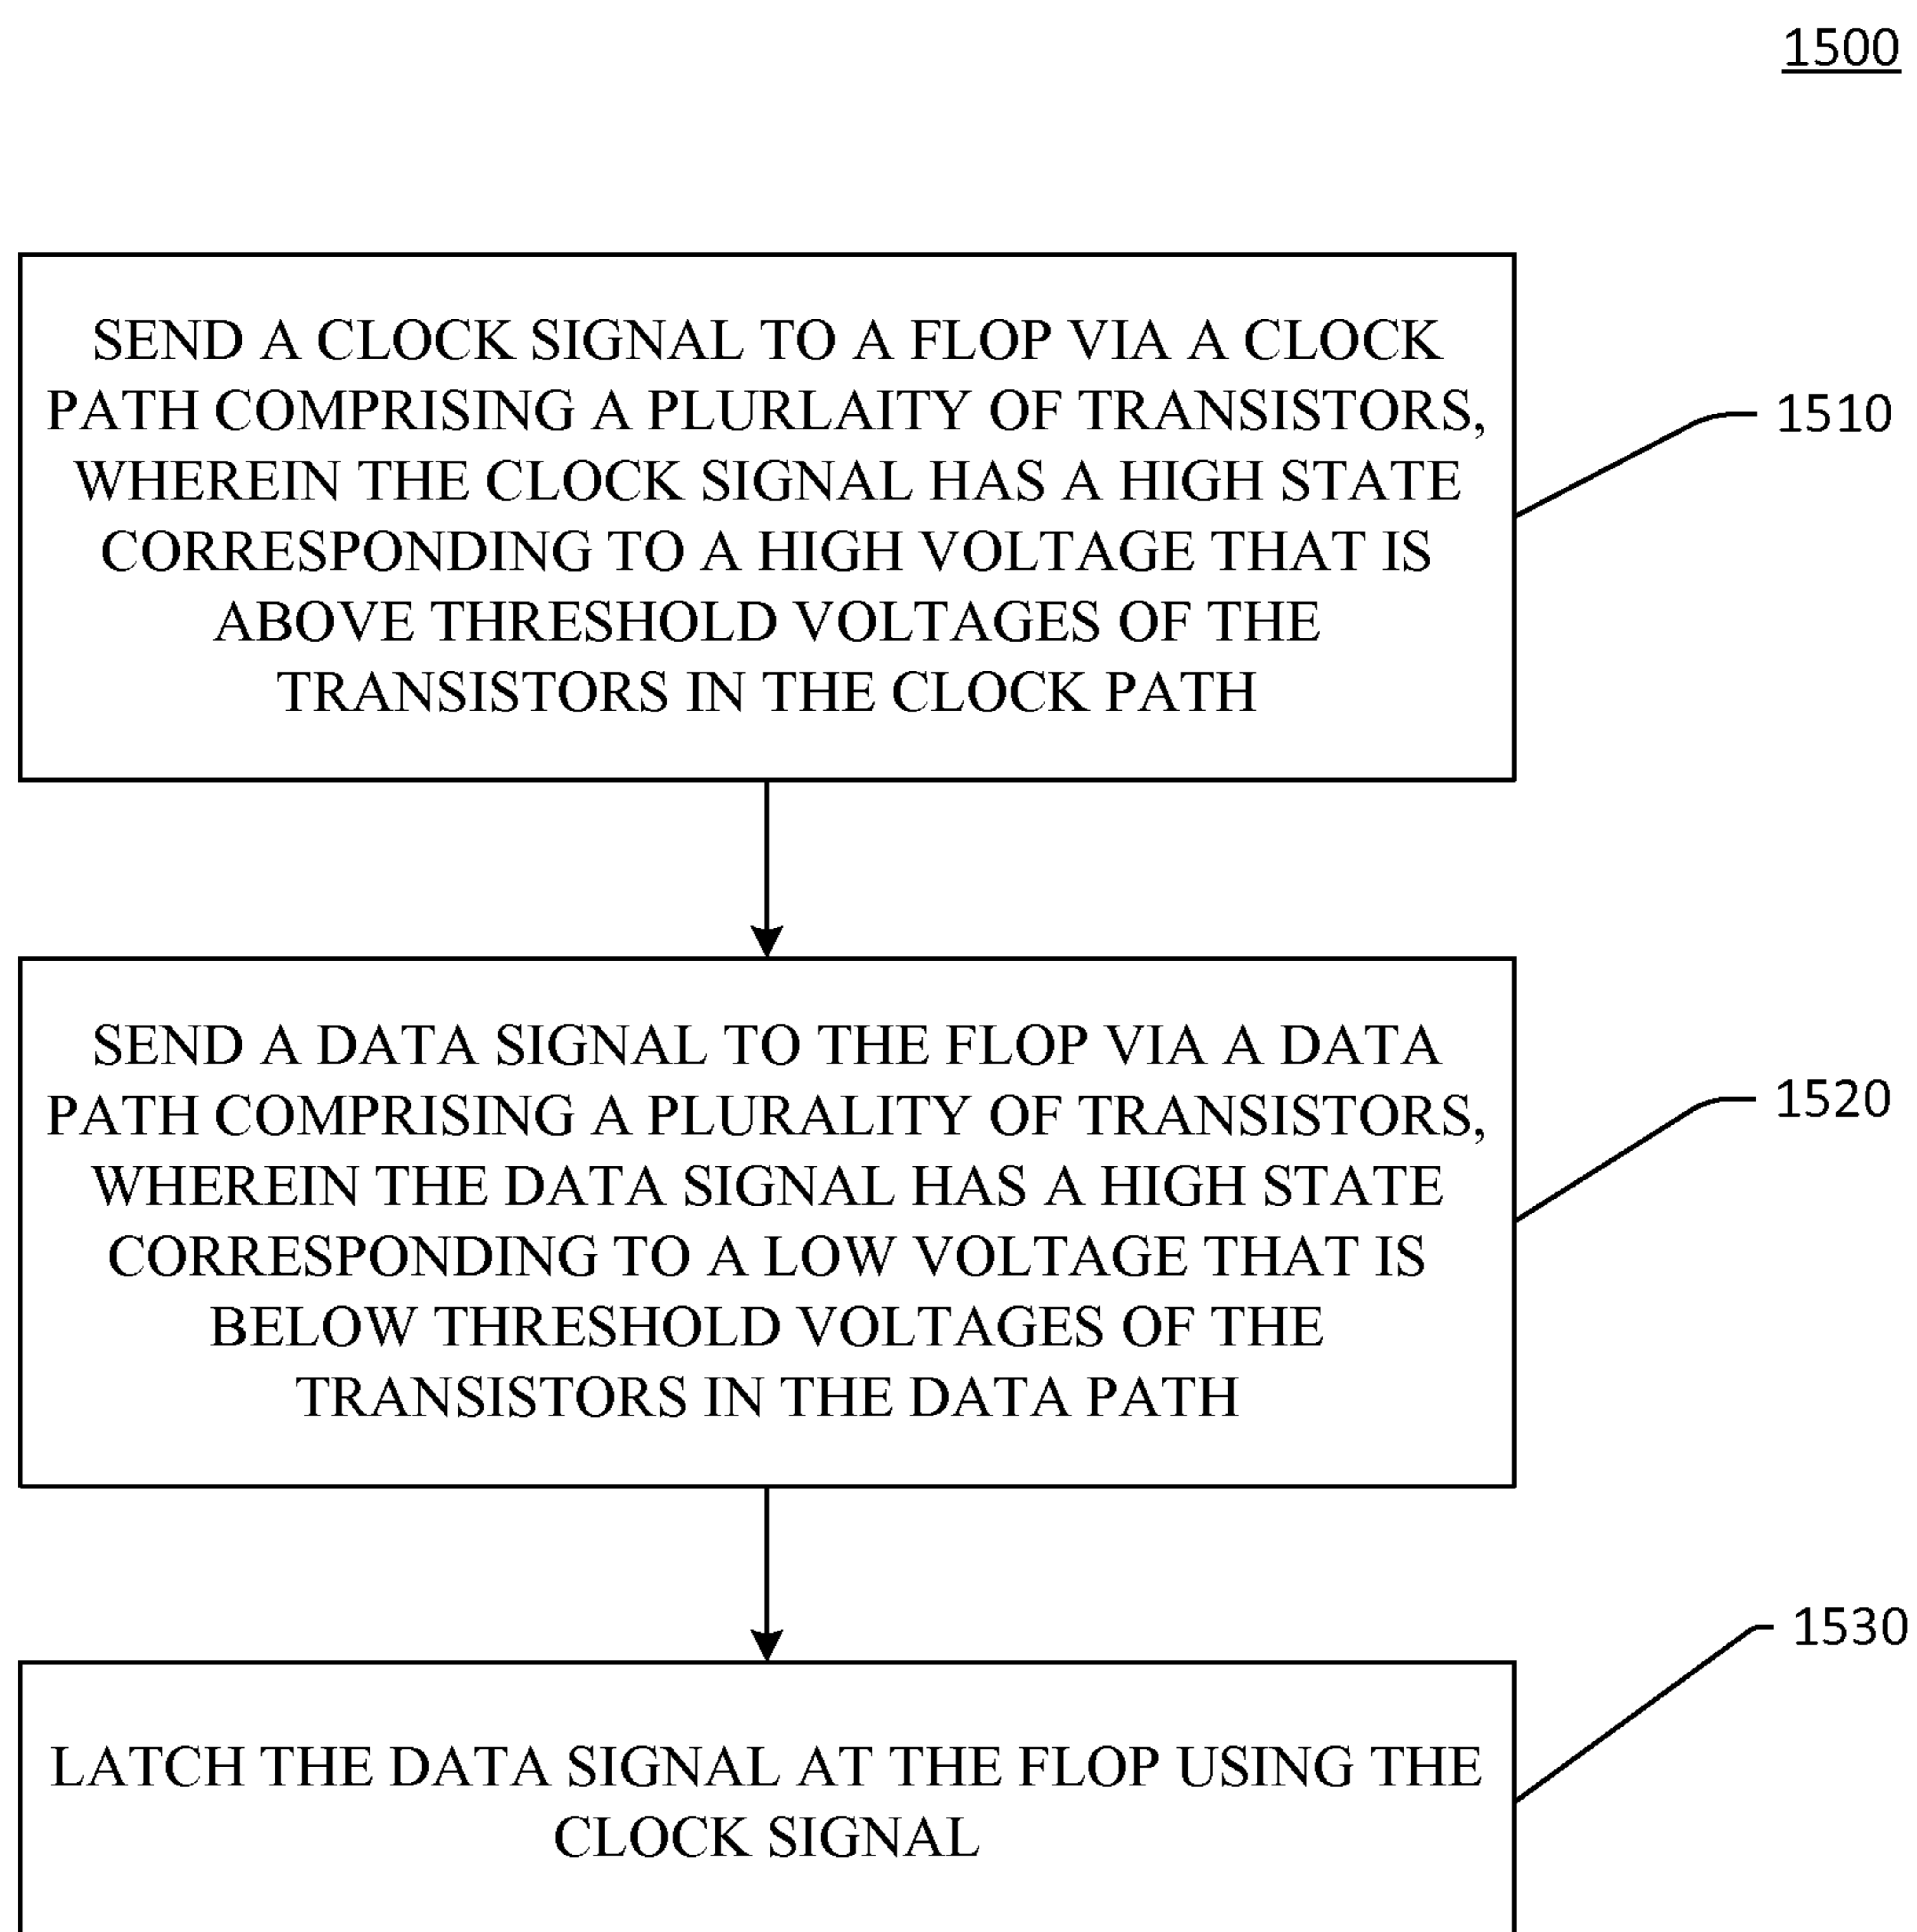 1500
SEND A CLOCK SIGNAL TO A FLOP VIA A CLOCK
PATH COMPRISING A PLURLAITY OF TRANSISTORS,
WHEREIN THE CLOCK SIGNAL HAS A HIGH STATE
CORRESPONDING TO A HIGH VOLTAGE THAT IS
ABOVE THRESHOLD VOLTAGES OF THE
TRANSISTORS IN THE CLOCK PATH
1510
SEND A DATA SIGNAL TO THE FLOP VIA A DATA
PATH COMPRISING A PLURALITY OF TRANSISTORS,
WHEREIN THE DATA SIGNAL HAS A HIGH STATE
CORRESPONDING TO A LOW VOLTAGE THAT IS
BELOW THRESHOLD VOLTAGES OF THE
TRANSISTORS IN THE DATA PATH
1520
LATCH THE DATA SIGNAL AT THE FLOP USING THE
CLOCK SIGNAL
1530